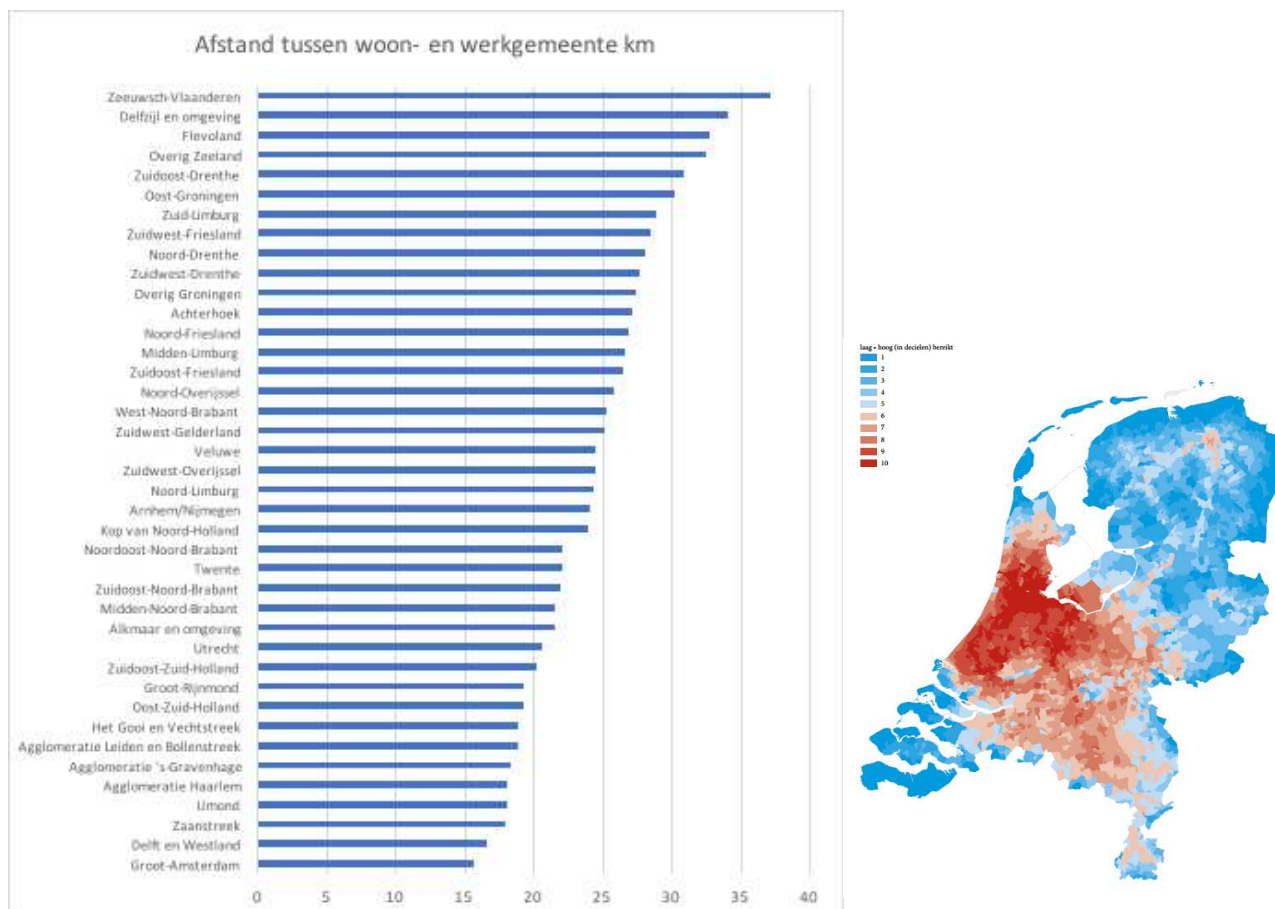 Afstand tussen woon- en werkgemeente km
Zeeuwsch-Vlaanderen
Delfzijl en omgeving
Flevoland
Overig Zeeland
Zuidoost-Drenthe
Oost-Groningen
Zuid-Limburg
Zuidwest-Friesland
Noord-Drenthe
Zuidwest-Drenthe
Overig Groningen
Achterhoek
Noord-Friesland
Midden-Limburg
Zuidoost-Friesland
Noord-Overijssel
West-Noord-Brabant
Zuidwest-Gelderland
Veluwe
Zuidwest-Overijssel
Noord-Limburg
Arnhem/Nijmegen
Kop van Noord-Holland
Noordoost-Noord-Brabant
Twente
Zuidoost-Noord-Brabant
Midden-Noord-Brabant
Alkmaar en omgeving
Utrecht
Zuidoost-Zuid-Holland
Groot-Rijnmond
Oost-Zuid-Holland
Het Gooi en Vechtstreek
Agglomeratie Leiden en Bollenstreek
Agglomeratie 's-Gravenhage
Agglomeratie Haarlem
IJmond
Zaanstreek
Delft en Westland
Groot-Amsterdam
0 5 10 15 20 25 30 35 40
laag - hoog (in decielen) bereikt
1
2
3
4
5
6
7
8
9
10